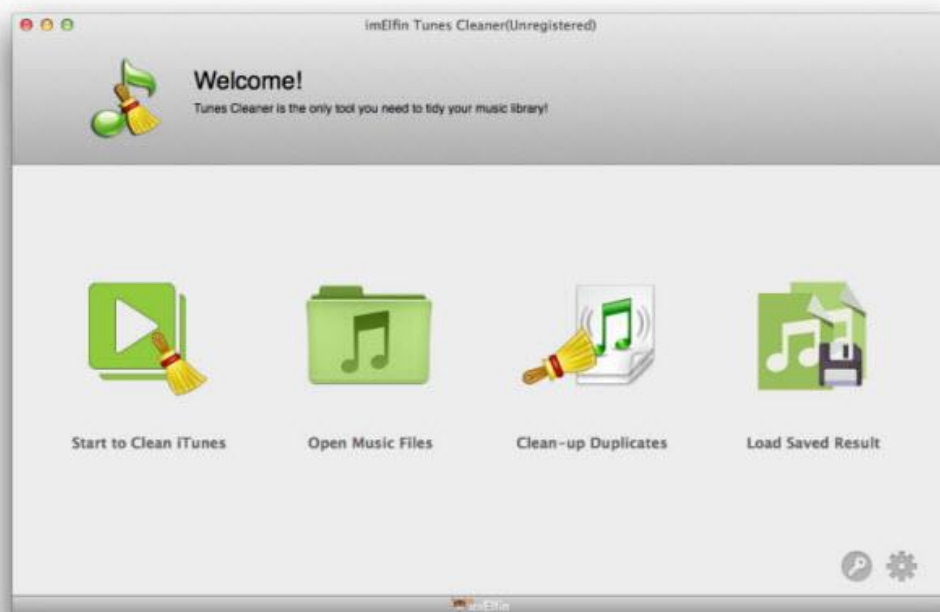 imElfin Tunes Cleaner(Unregistered)
Welcome!
Tunes Cleaner is the only tool you need to tidy your music library!
Start to Clean iTunes
Open Music Files
Clean-up Duplicates
Load Saved Result
imElfin